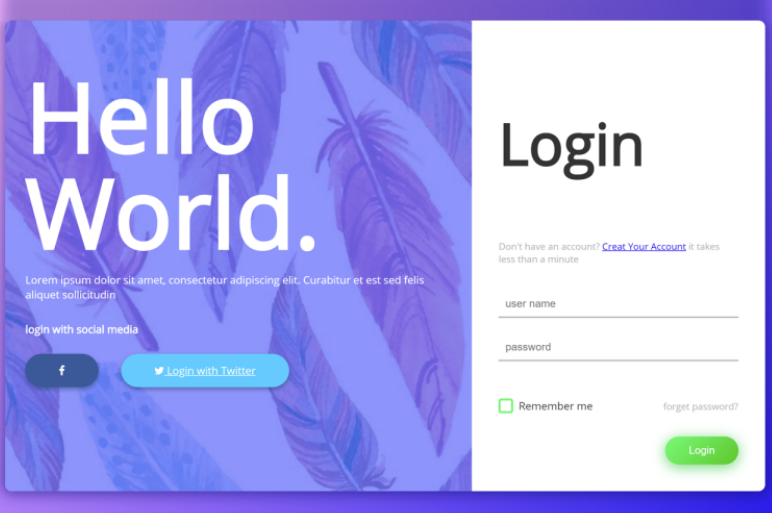 Hello
World.
Lorem ipsum dolor sit amet, consectetur adipiscing elit. Curabitur et est sed felis
aliquet sollicitudin
login with social media
f
Login with Twitter
Login
Don't have an account? Creat Your Account it takes
less than a minute
user name
password
Remember me
forget password?
Login